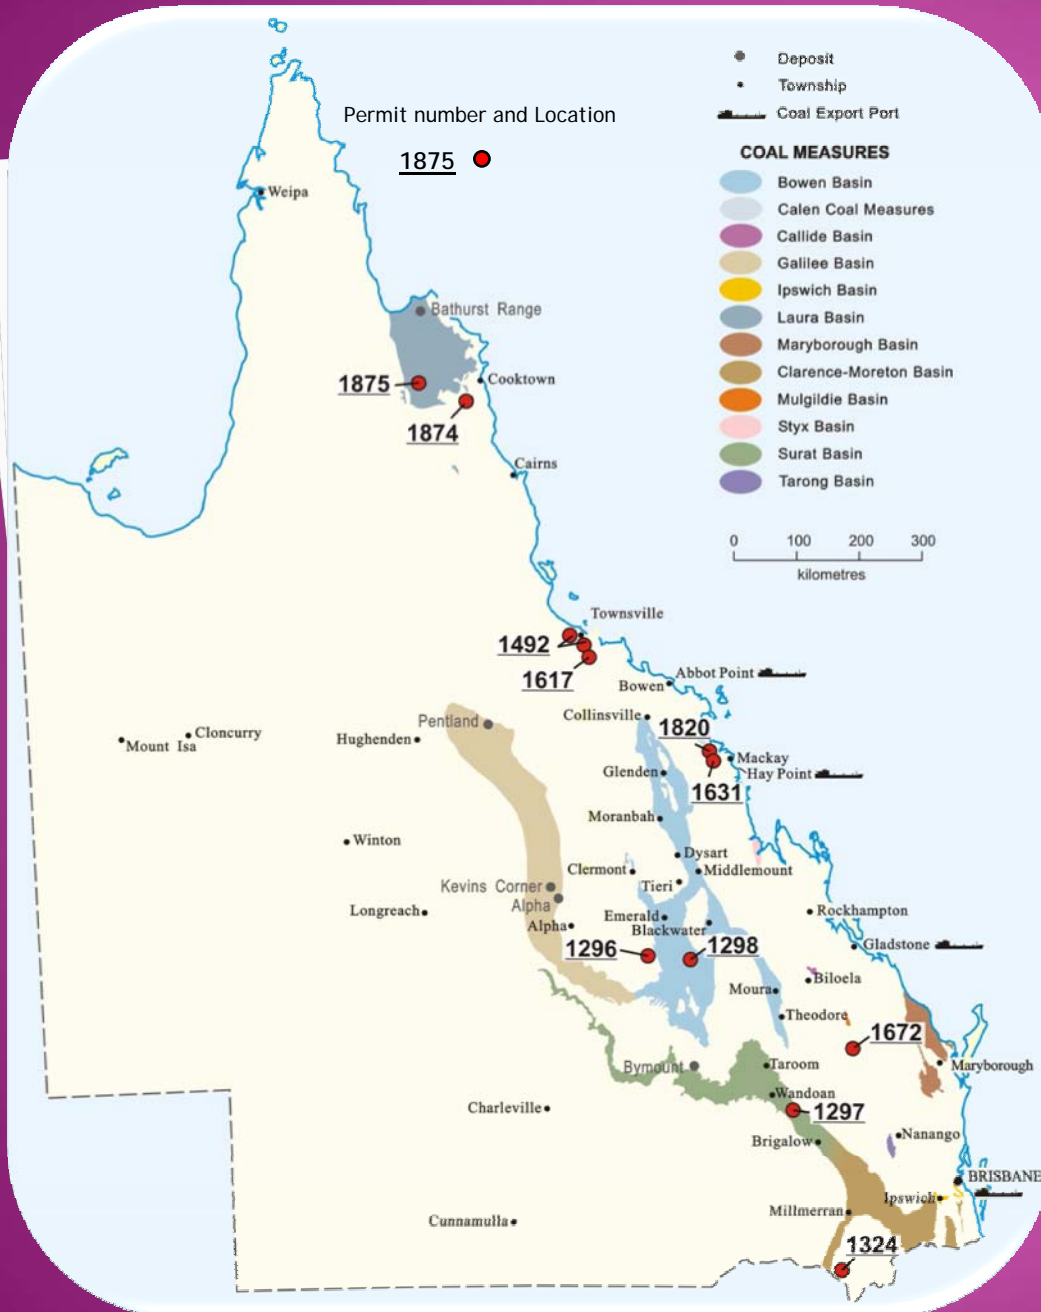 Deposit
Township
Coal Export Port
Permit number and Location
1875
COAL MEASURES
Bowen Basin
Calen Coal Measures
Callide Basin
Galilee Basin
Ipswich Basin
Laura Basin
Maryborough Basin
Clarence-Moreton Basin
Mulgildie Basin
Styx Basin
Surat Basin
Tarong Basin
0 100 200 300
kilometres
Weipa
Bathurst Range
1875
Cooktown
1874
Cairns
Townsville
1492
1617
Abbot Point
Bowen
Collinsville
Pentland
1820
Cloncurry
Mount Isa
Hughenden
Mackay
Glenden
Hay Point
1631
Moranbah
Winton
Dysart
Clermont
Middlemount
Tieri
Kevins Corner
Alpha
Longreach
Emerald
Rockhampton
Alpha
Blackwater
1296
1298
Gladstone
Biloela
Moura
Theodore
1672
Bymount
Taroom
Maryborough
Wandoan
Charleville
1297
Brigalow
Nanango
BRISBANE
Ipswich
Millmerran
Cunnamulla
1324